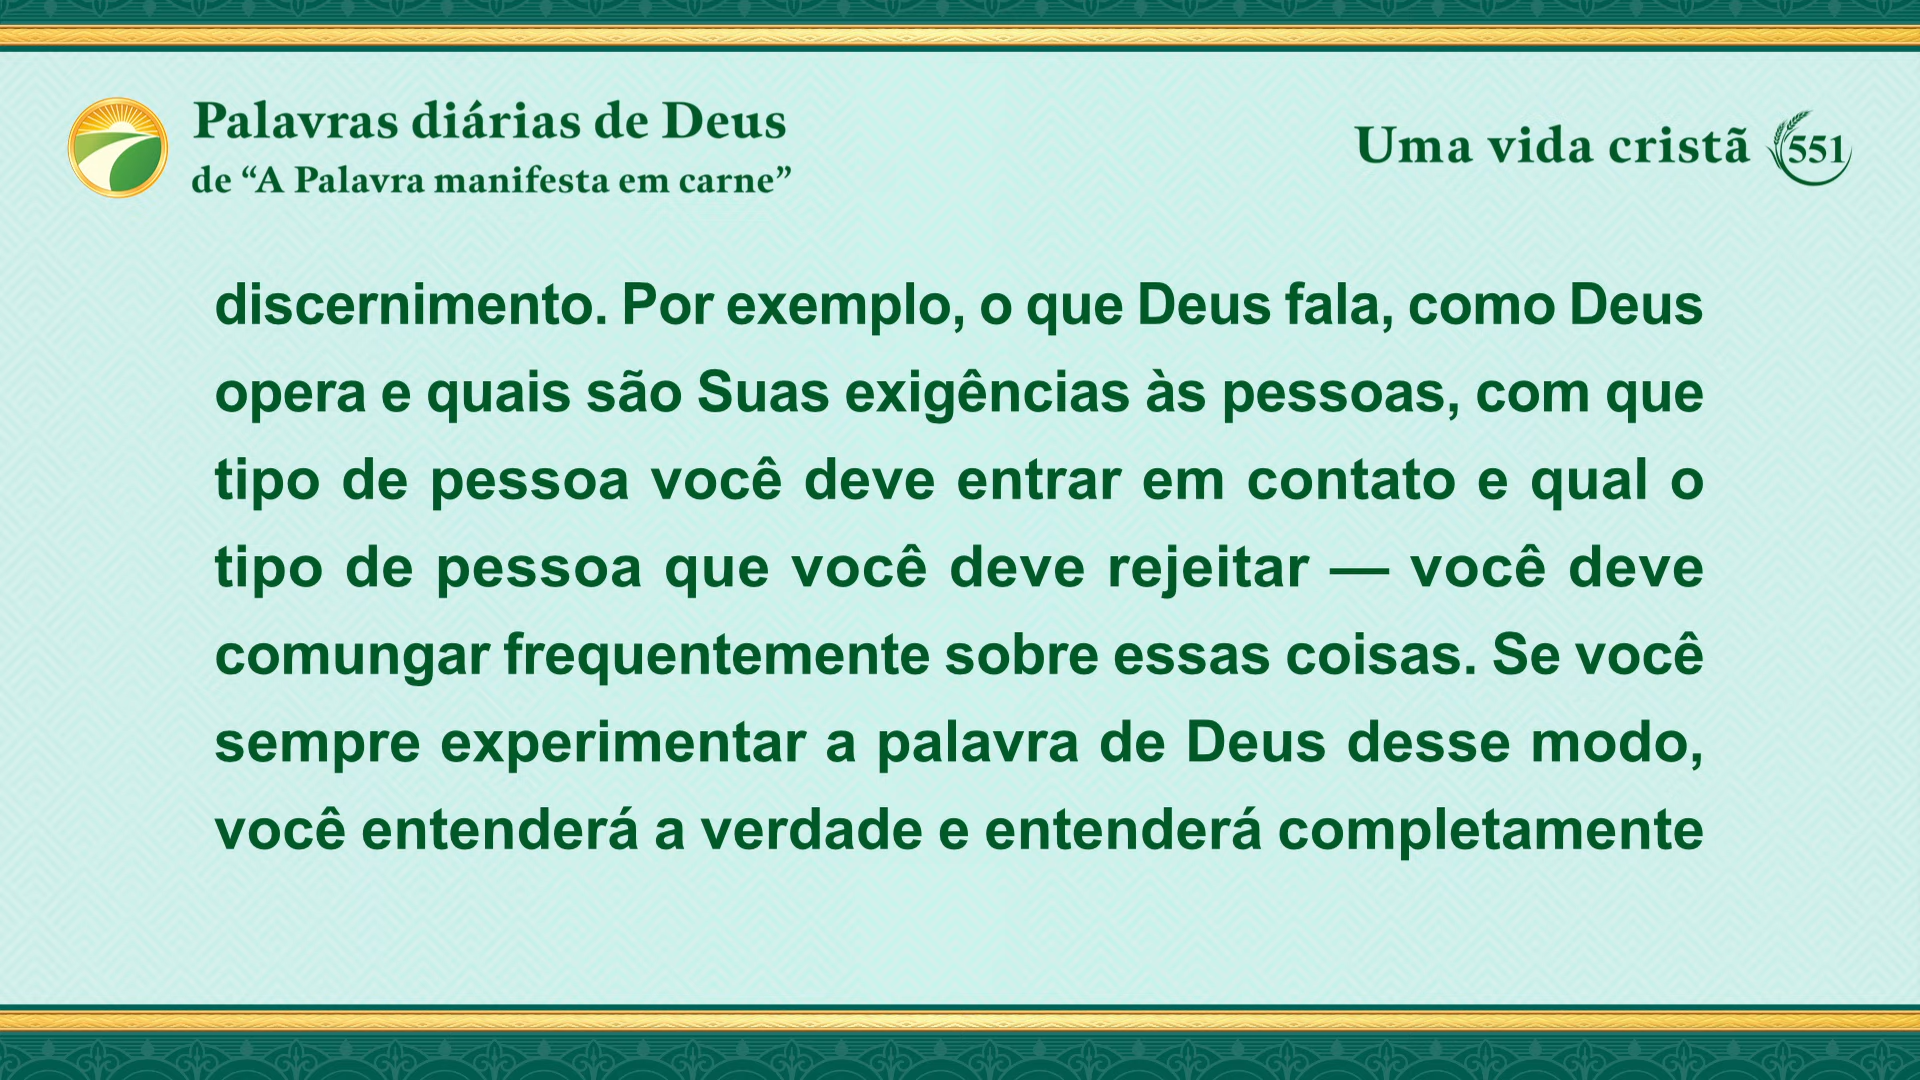 Palavras diárias de Deus
de “A Palavra manifesta em carne”
Uma vida cristã 551
discernimento. Por exemplo, o que Deus fala, como Deus
opera e quais são Suas exigências às pessoas, com que
tipo de pessoa você deve entrar em contato e qual o
tipo de pessoa que você deve rejeitar — você deve
comungar frequentemente sobre essas coisas. Se você
sempre experimentar a palavra de Deus desse modo,
você entenderá a verdade e entenderá completamente